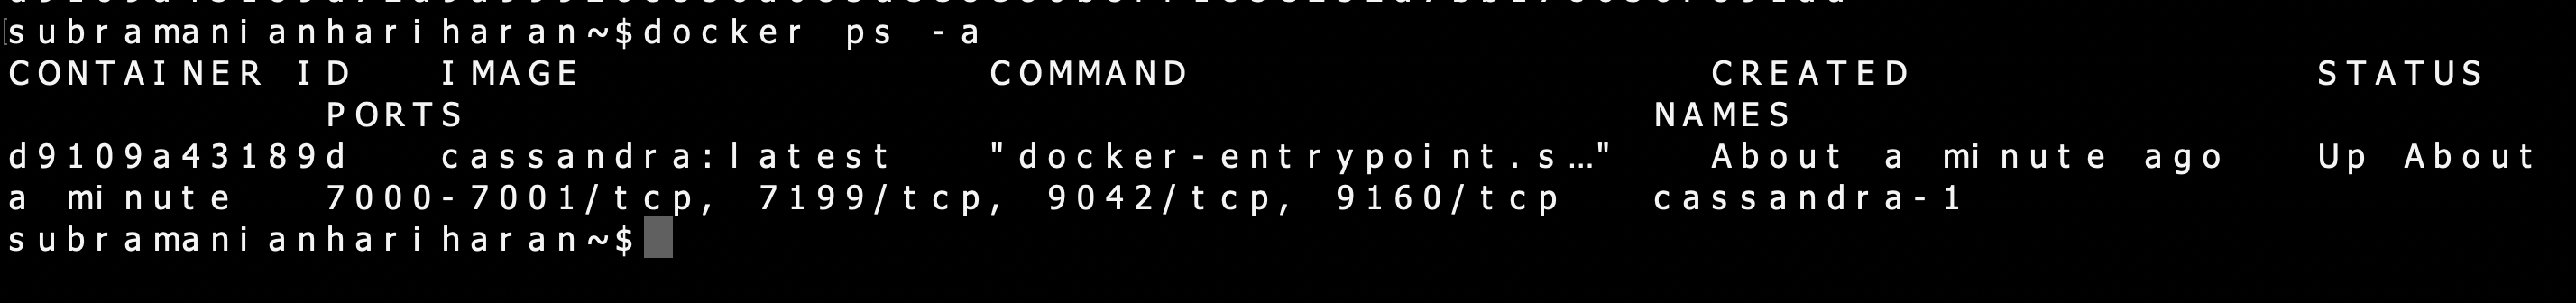 subramanianhariharan~$docker ps -a
CONTAINER ID   IMAGE              COMMAND                  CREATED              STATUS
PORTS                                         NAMES
d9109a43189d   cassandra:latest   "docker-entrypoint.s…"   About a minute ago   Up About
a minute   7000-7001/tcp, 7199/tcp, 9042/tcp, 9160/tcp   cassandra-1
subramanianhariharan~$